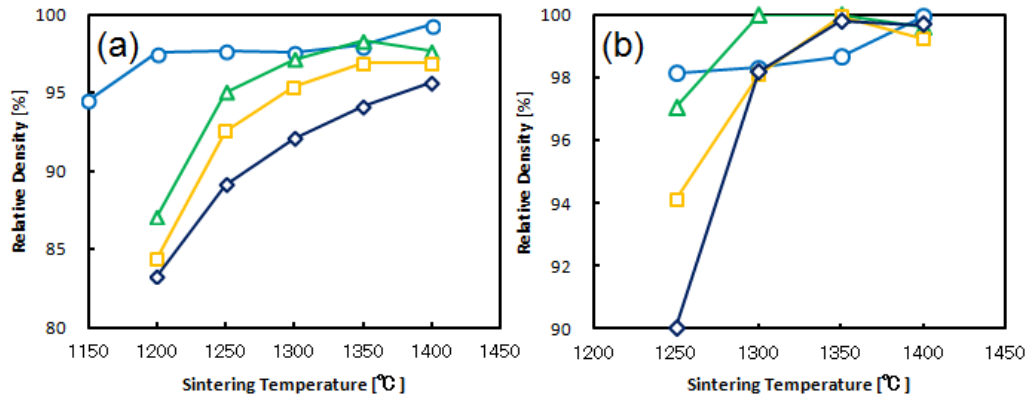 (a)
Relative Density [%]
100
95
90
85
80
1150 1200 1250 1300 1350 1400 1450
Sintering Temperature [℃]
(b)
Relative Density [%]
100
98
96
94
92
90
1200 1250 1300 1350 1400 1450
Sintering Temperature [℃]